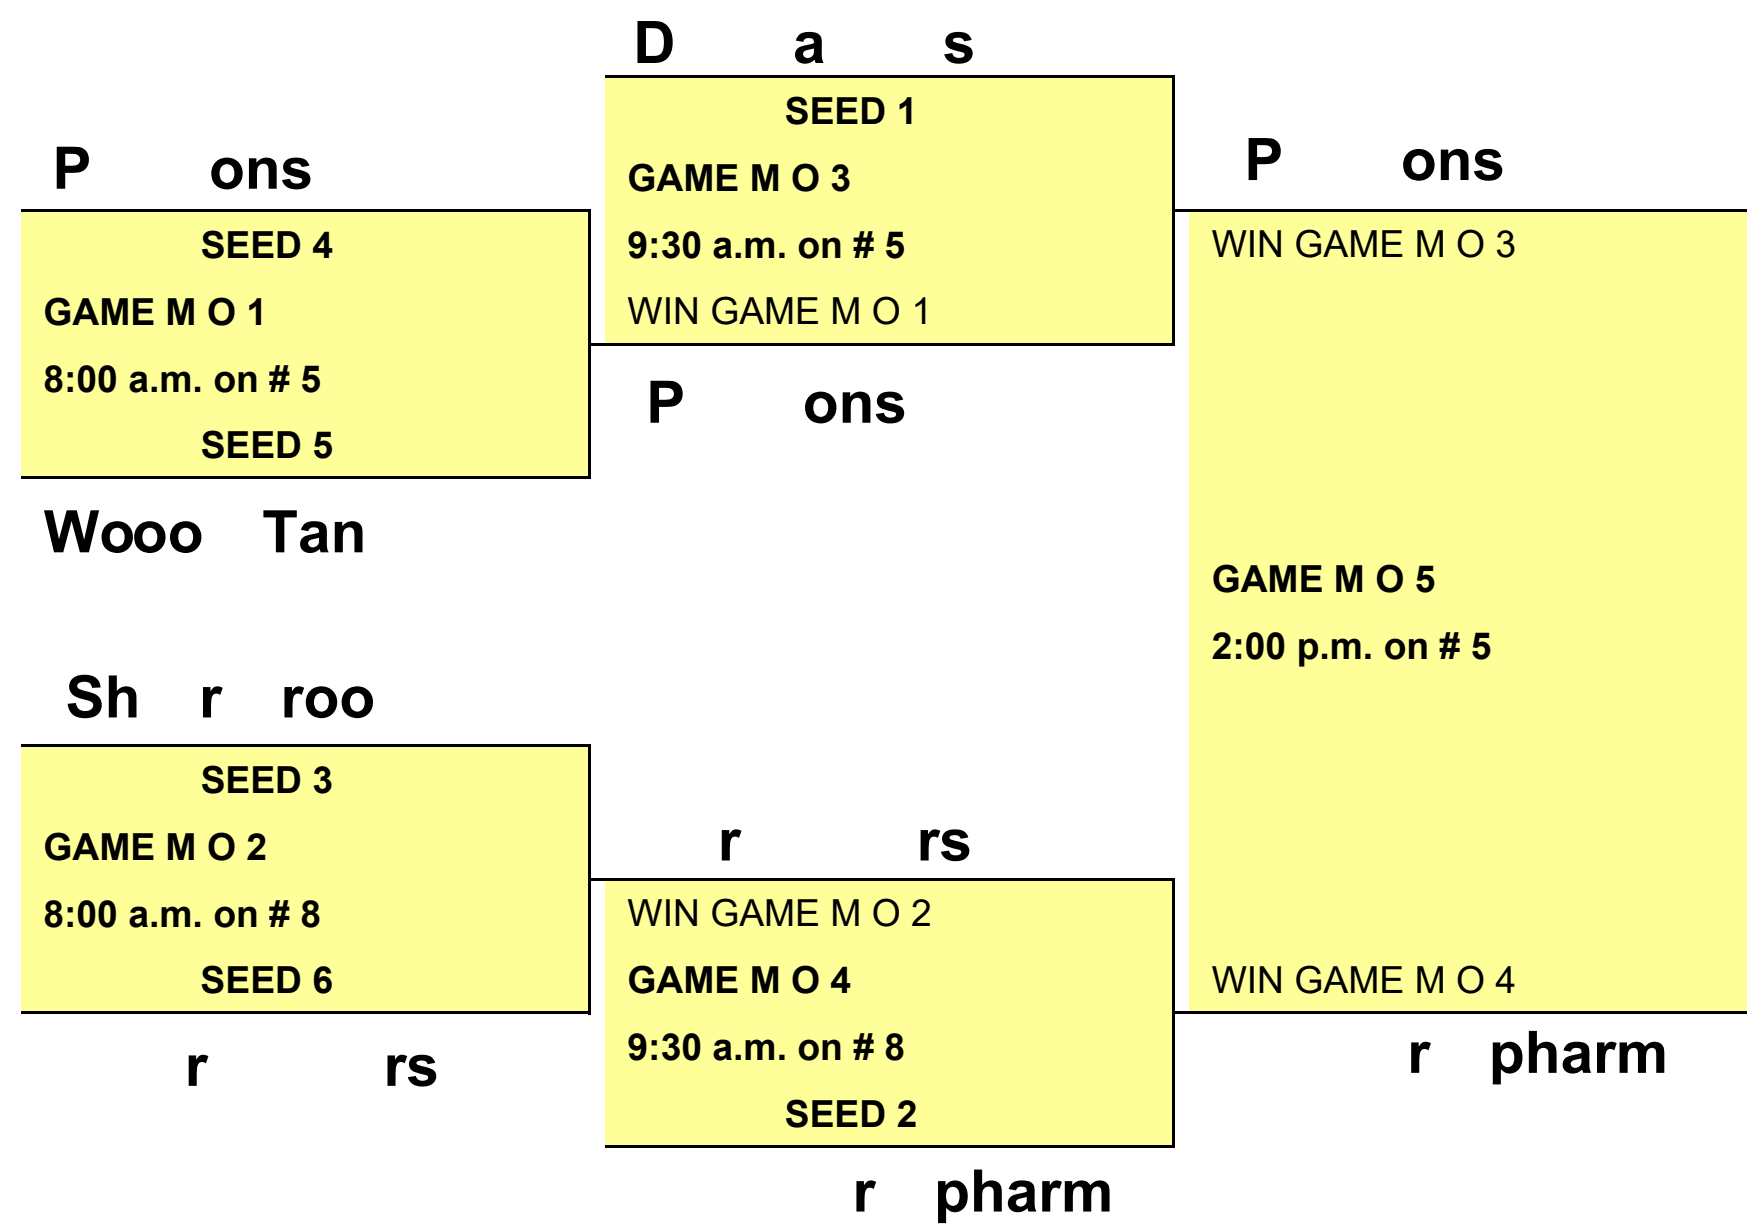 D a s
SEED 1
P ons
GAME M O 3
P ons
SEED 4
9:30 a.m. on # 5
WIN GAME M O 3
GAME M O 1
WIN GAME M O 1
8:00 a.m. on # 5
P ons
SEED 5
Wooo Tan
GAME M O 5
2:00 p.m. on # 5
Sh r roo
SEED 3
GAME M O 2
r rs
8:00 a.m. on # 8
WIN GAME M O 2
SEED 6
GAME M O 4
WIN GAME M O 4
r rs
9:30 a.m. on # 8
r pharm
SEED 2
r pharm